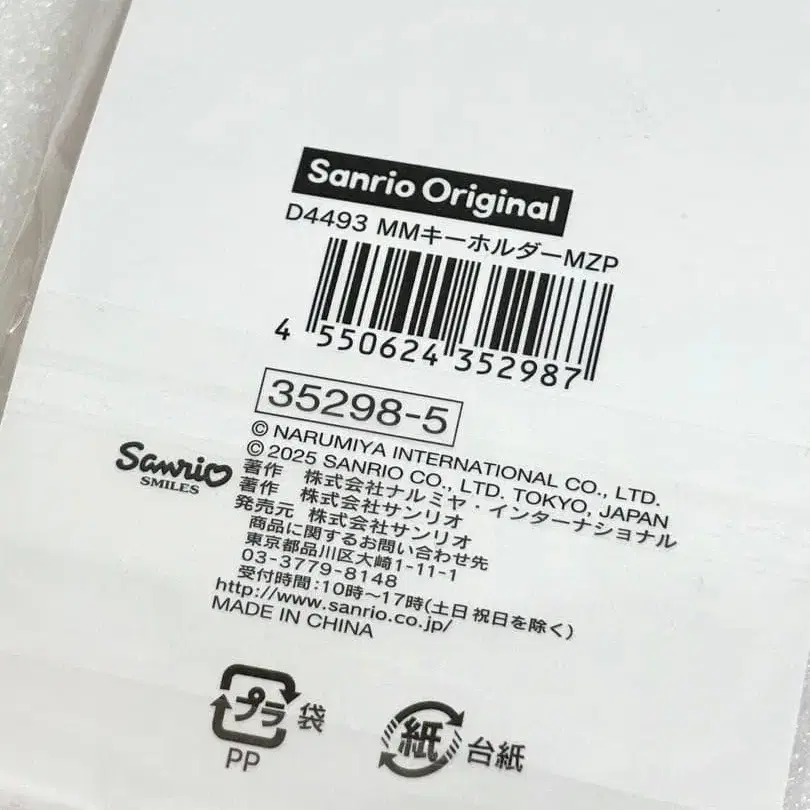 Sanrio Original
D4493 MMキーホルダーMZP
4 550624 352987
35298-5
© NARUMIYA INTERNATIONAL CO., LTD.
© 2025 SANRIO CO., LTD. TOKYO, JAPAN
Sanrio
SMILES
著作 株式会社ナルミヤ・インターナショナル
著作 株式会社サンリオ
発売元 株式会社サンリオ
商品に関するお問い合わせ先
東京都品川区大崎1-11-1
03-3779-8148
受付時間:10時～17時(土日祝日を除く)
http://www.sanrio.co.jp/
MADE IN CHINA
プラ 袋
PP
紙 台紙